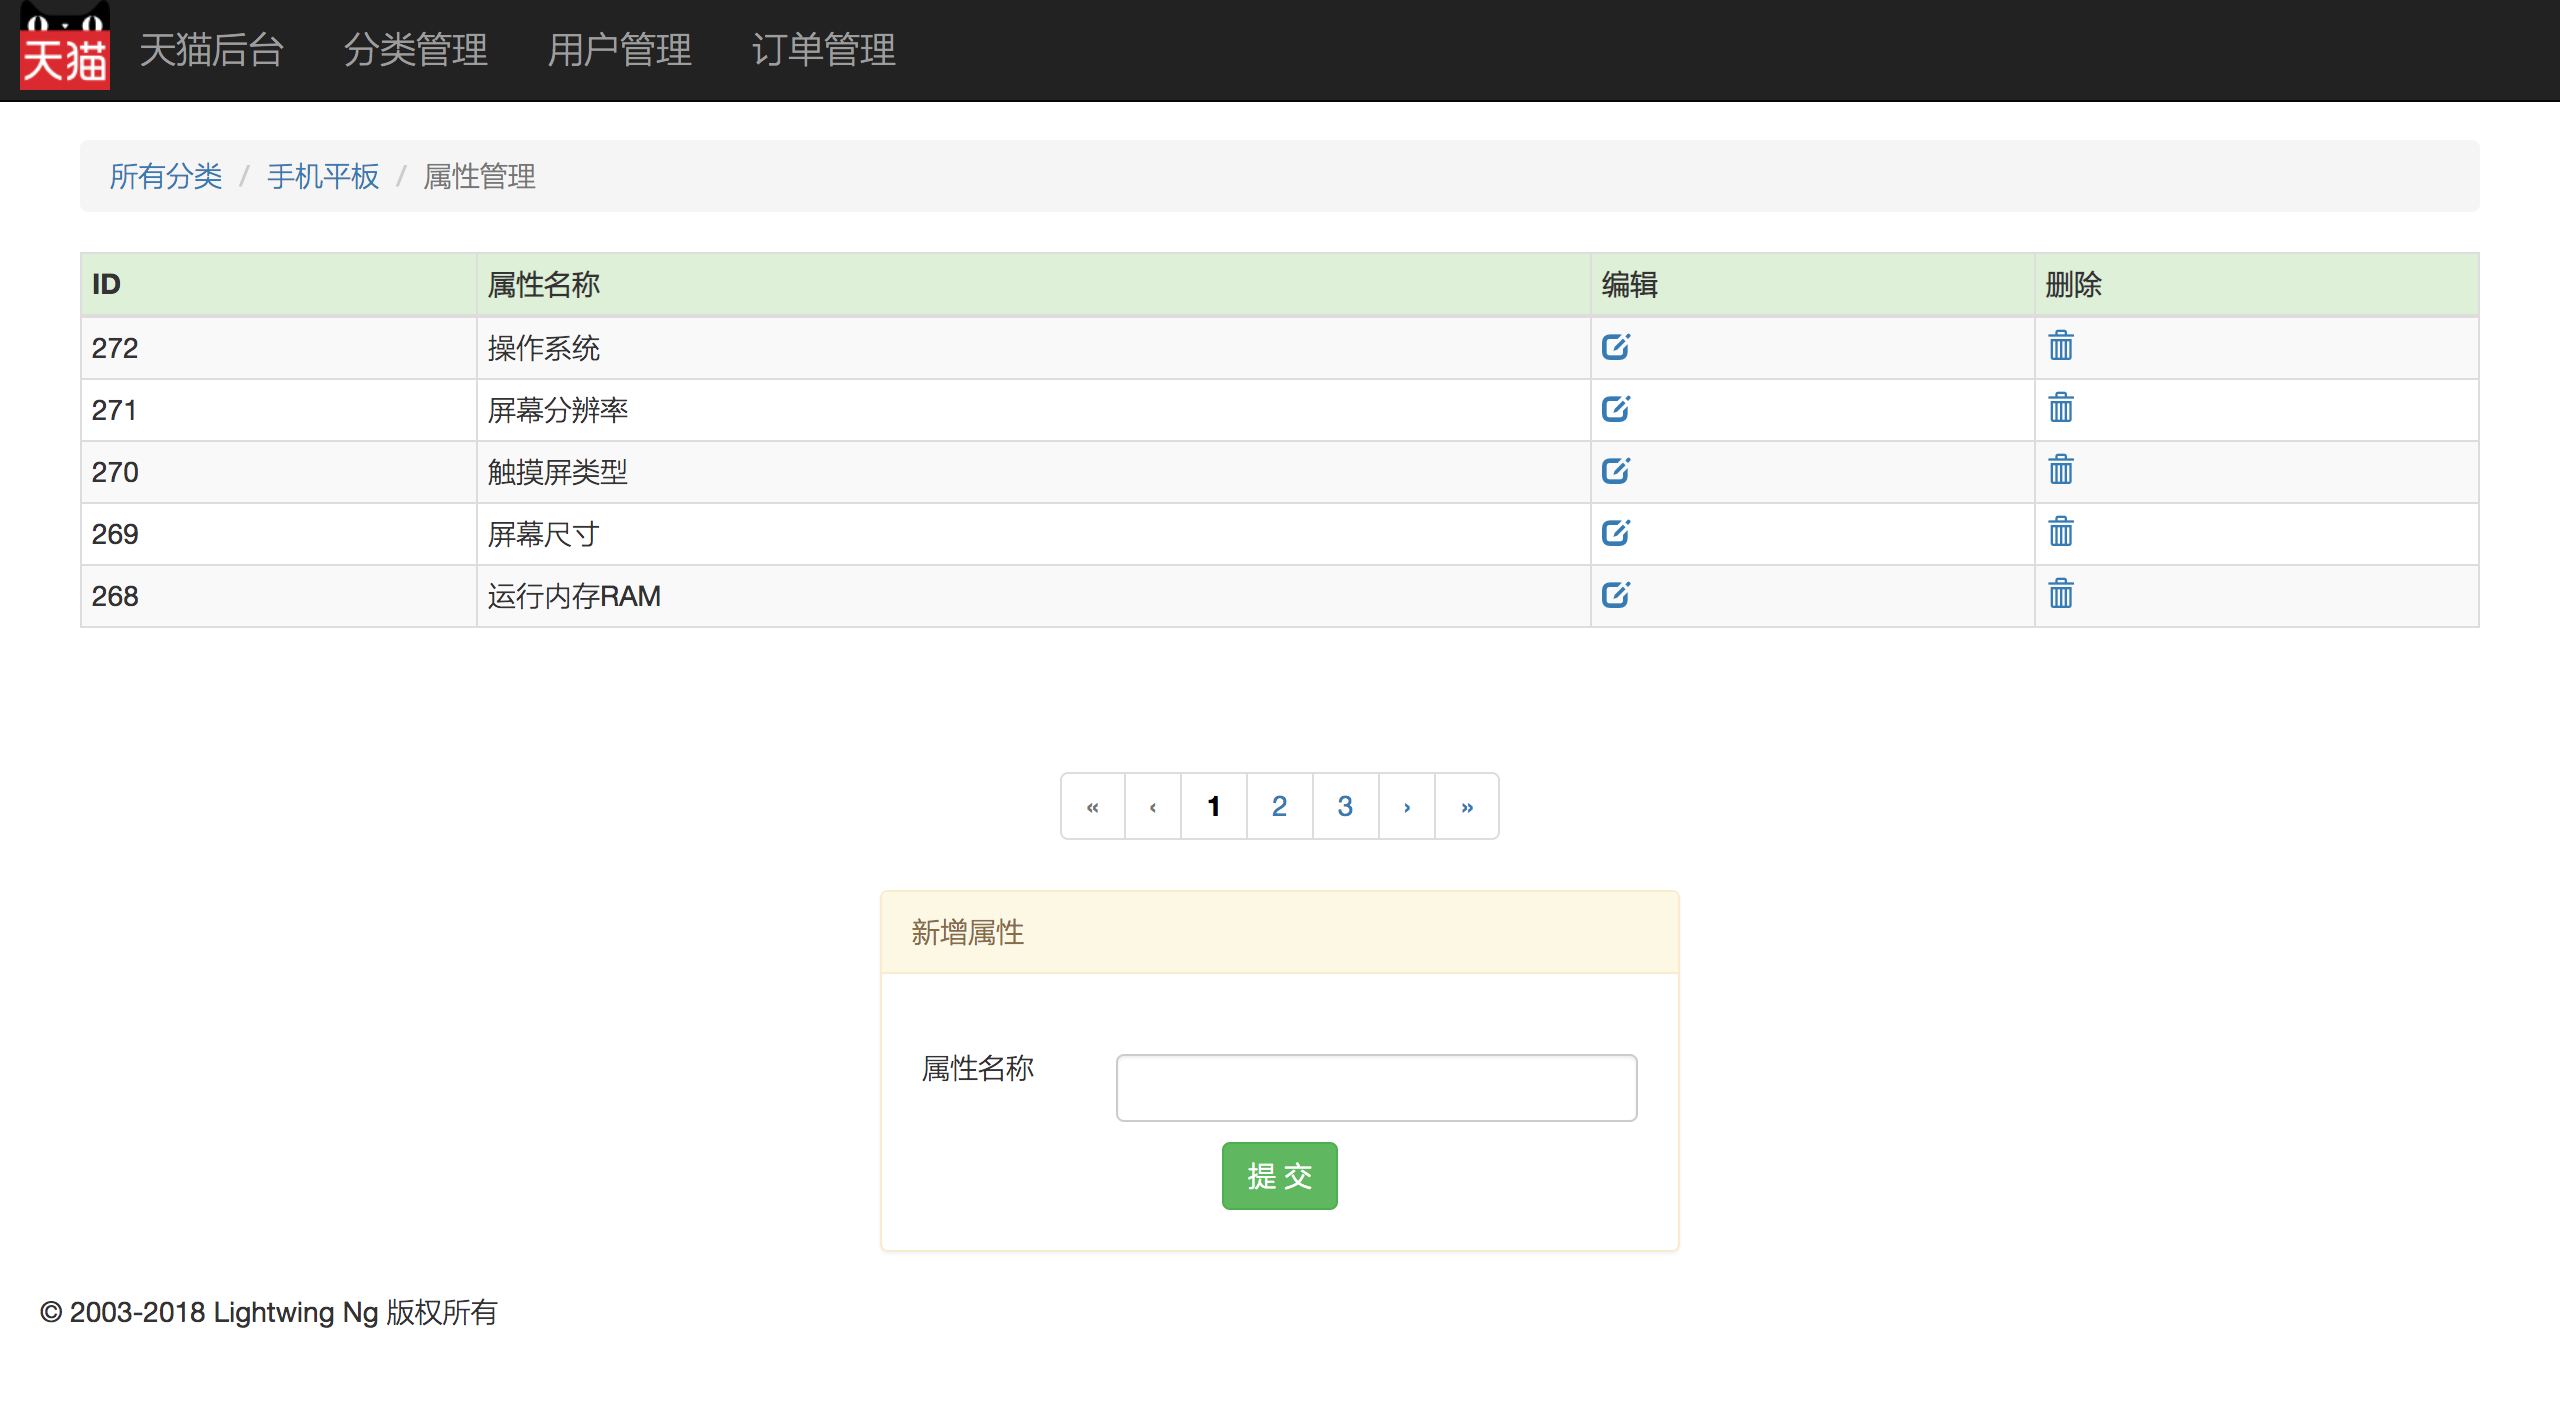 天猫 天猫后台 分类管理 用户管理 订单管理
所有分类 / 手机平板 / 属性管理
ID 属性名称 编辑 删除
272 操作系统
271 屏幕分辨率
270 触摸屏类型
269 屏幕尺寸
268 运行内存RAM
« ‹ 1 2 3 › »
新增属性
属性名称
提 交
© 2003-2018 Lightwing Ng 版权所有